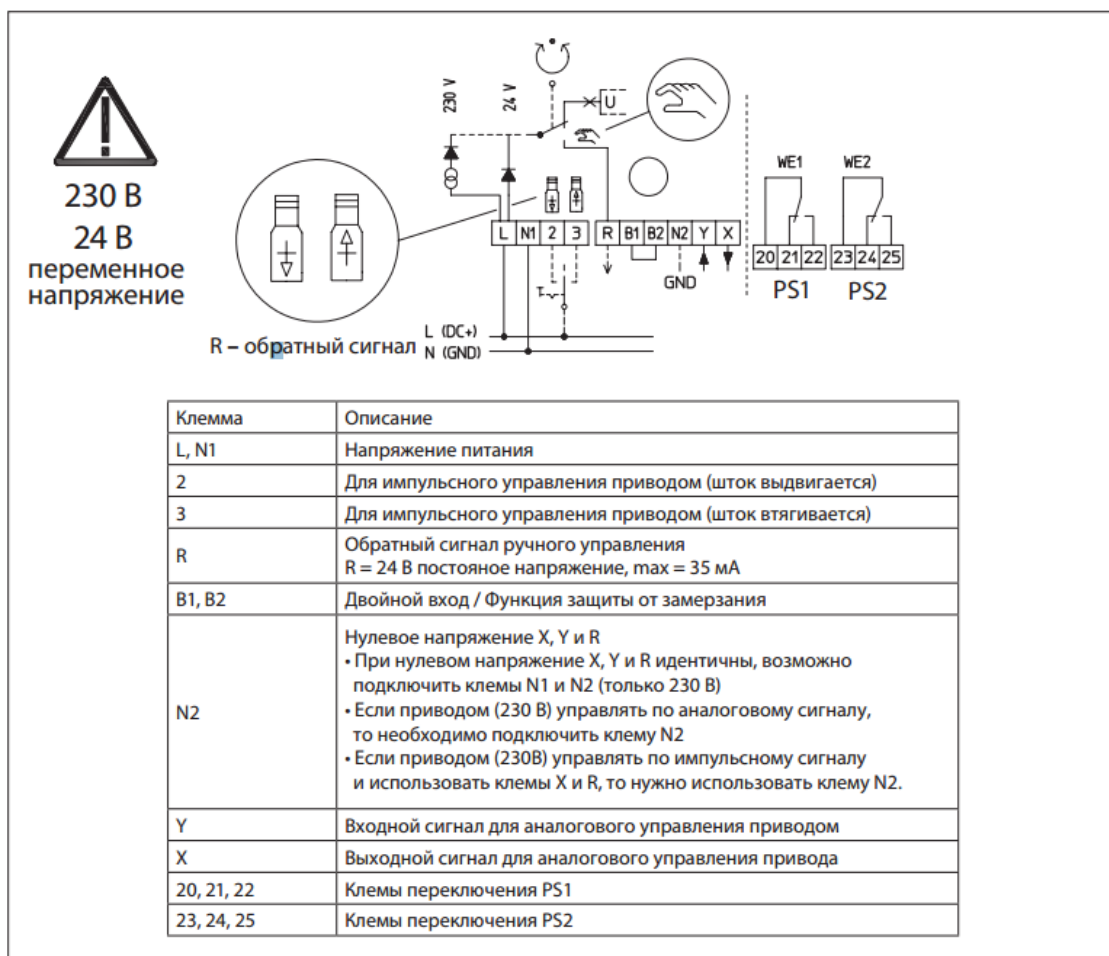 230 V
24 V
U
230 В
24 В
переменное
напряжение
WE1
WE2
L N1 2 3 R B1 B2 N2 Y X
20 21 22 23 24 25
GND
PS1 PS2
L (DC+)
R – обратный сигнал N (GND)
Клемма Описание
L, N1 Напряжение питания
2 Для импульсного управления приводом (шток выдвигается)
3 Для импульсного управления приводом (шток втягивается)
R Обратный сигнал ручного управления
R = 24 В постояное напряжение, max = 35 мА
B1, B2 Двойной вход / Функция защиты от замерзания
N2 Нулевое напряжение X, Y и R
• При нулевом напряжение X, Y и R идентичны, возможно
подключить клемы N1 и N2 (только 230 В)
• Если приводом (230 В) управлять по аналоговому сигналу,
то необходимо подключить клему N2
• Если приводом (230В) управлять по импульсному сигналу
и использовать клемы X и R, то нужно использовать клему N2.
Y Входной сигнал для аналогового управления приводом
X Выходной сигнал для аналогового управления привода
20, 21, 22 Клемы переключения PS1
23, 24, 25 Клемы переключения PS2